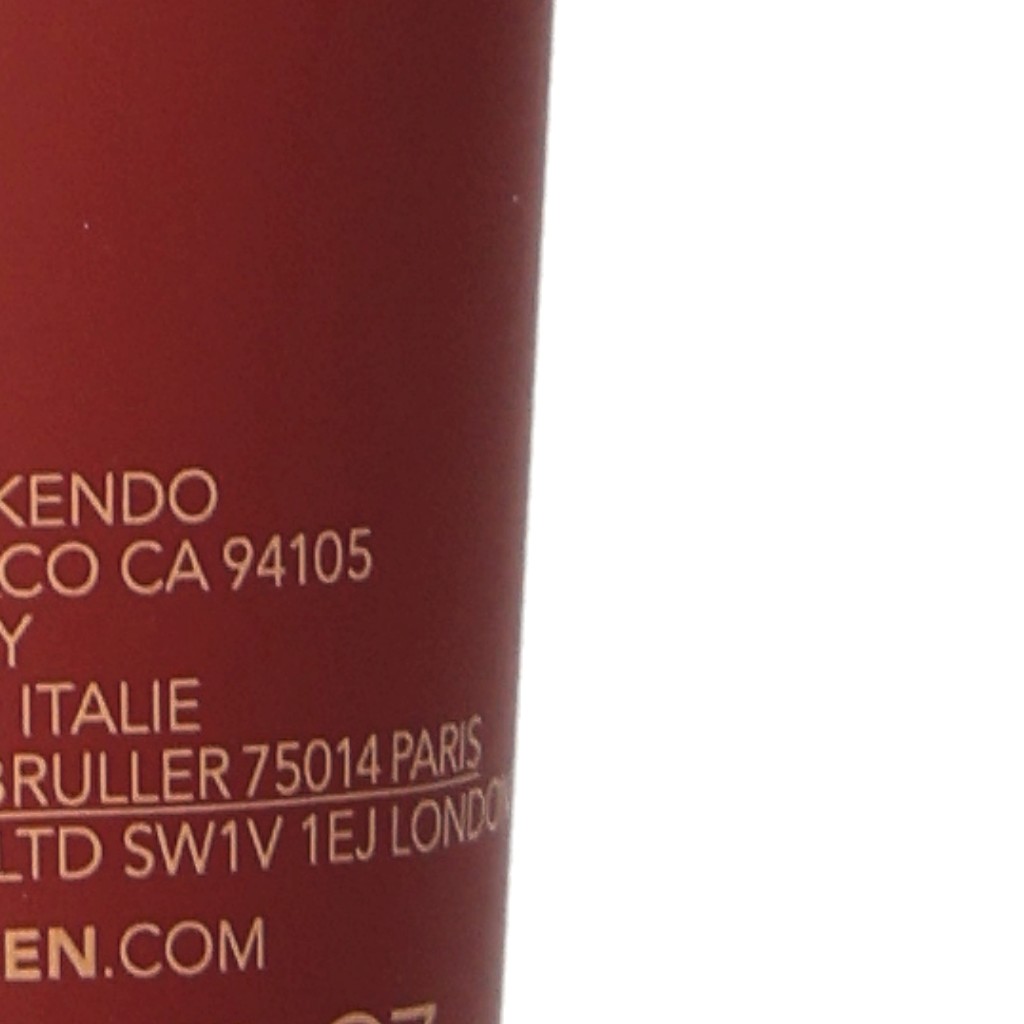 KENDO
CO CA 94105
Y
ITALIE
BRULLER 75014 PARIS
LTD SW1V 1EJ LONDON
EN.COM